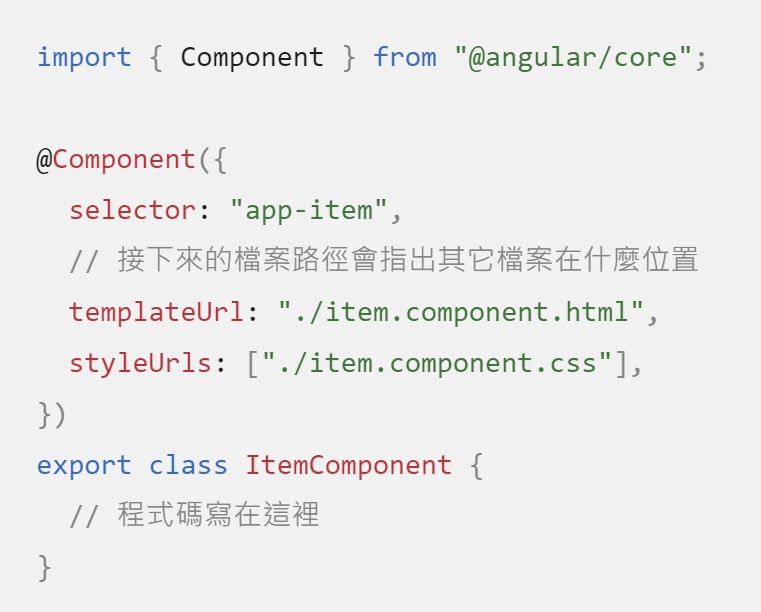 import { Component } from "@angular/core";
@Component({
  selector: "app-item",
  // 接下來的檔案路徑會指出其它檔案在什麼位置
  templateUrl: "./item.component.html",
  styleUrls: ["./item.component.css"],
})
export class ItemComponent {
  // 程式碼寫在這裡
}